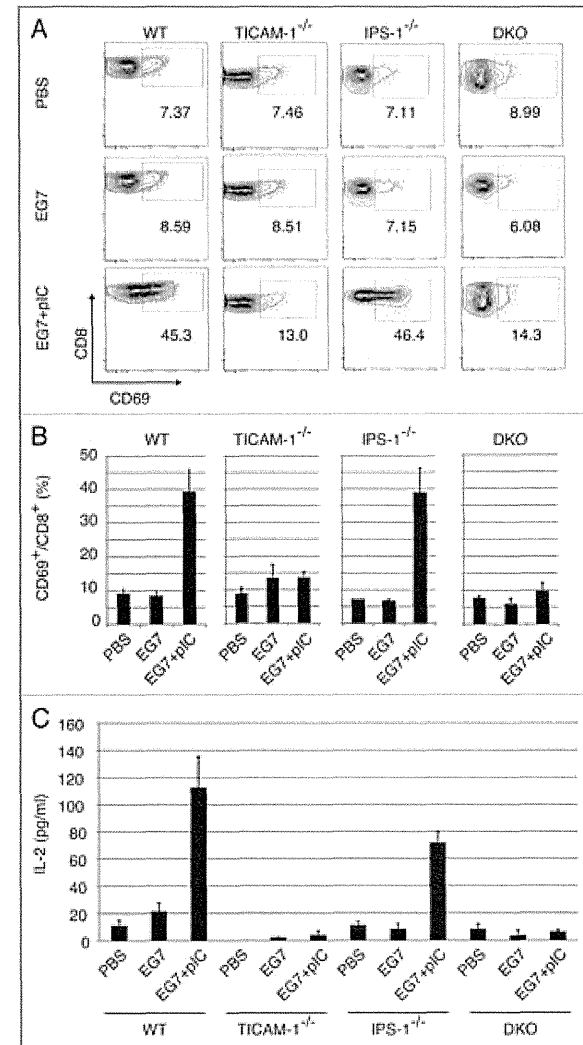 A
WT TICAM-1-/- IPS-1-/- DKO
PBS
7.37 7.46 7.11 8.99
EG7
8.59 8.51 7.15 6.08
EG7+pIC
45.3 13.0 46.4 14.3
CD8
CD69
B
WT TICAM-1-/- IPS-1-/- DKO
CD69+/CD8+ (%)
50
40
30
20
10
0
PBS EG7 EG7+pIC PBS EG7 EG7+pIC PBS EG7 EG7+pIC PBS EG7 EG7+pIC
C
IL-2 (pg/ml)
160
140
120
100
80
60
40
20
0
PBS EG7 EG7+pIC PBS EG7 EG7+pIC PBS EG7 EG7+pIC PBS EG7 EG7+pIC
WT TICAM-1-/- IPS-1-/- DKO